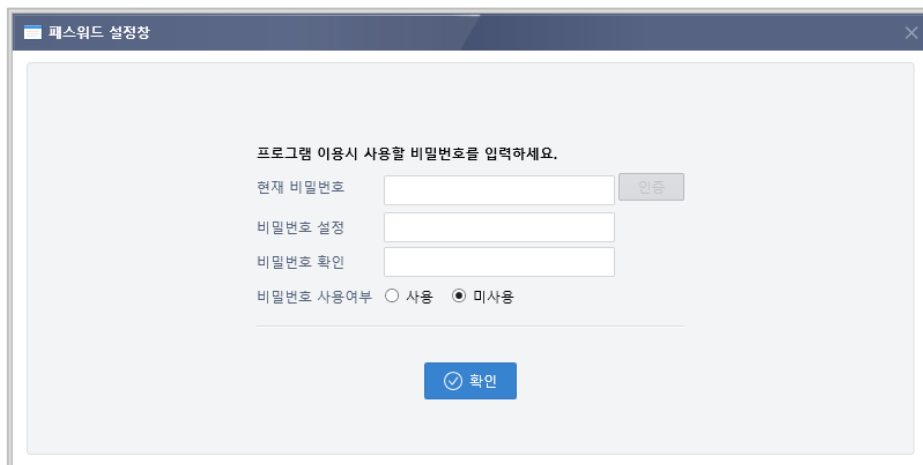 패스워드 설정창
프로그램 이용시 사용할 비밀번호를 입력하세요.
현재 비밀번호 인증
비밀번호 설정
비밀번호 확인
비밀번호 사용여부 사용 미사용
확인